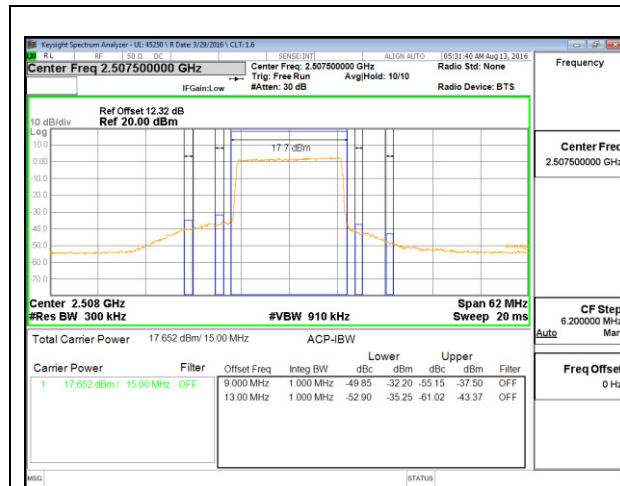 Keysight Spectrum Analyzer - UL: 45250 \ R Date: 3/29/2016 \ CLT: 1.6
RL RF 50 Ω DC SENSE:INT ALIGN AUTO 05:31:40 AM Aug 13, 2016
Center Freq 2.507500000 GHz
Center Freq: 2.507500000 GHz Radio Std: None
Trig: Free Run Avg|Hold: 10/10
IFGain:Low #Atten: 30 dB Radio Device: BTS
Frequency
Ref Offset 12.32 dB
10 dB/div Ref 20.00 dBm
Log
10.0
0.00
-10.0
-20.0
-30.0
-40.0
-50.0
-60.0
-70.0
17.7 dBm
Center Freq
2.507500000 GHz
Center 2.508 GHz Span 62 MHz
#Res BW 300 kHz #VBW 910 kHz Sweep 20 ms
CF Step
6.200000 MHz
Auto Man
Total Carrier Power 17.652 dBm/ 15.00 MHz ACP-IBW
Lower Upper
Carrier Power Filter Offset Freq Integ BW dBc dBm dBc dBm Filter
1 17.652 dBm / 15.00 MHz OFF 9.000 MHz 1.000 MHz -49.85 -32.20 -55.15 -37.50 OFF
13.00 MHz 1.000 MHz -52.90 -35.25 -61.02 -43.37 OFF
Freq Offset
0 Hz
MSG STATUS